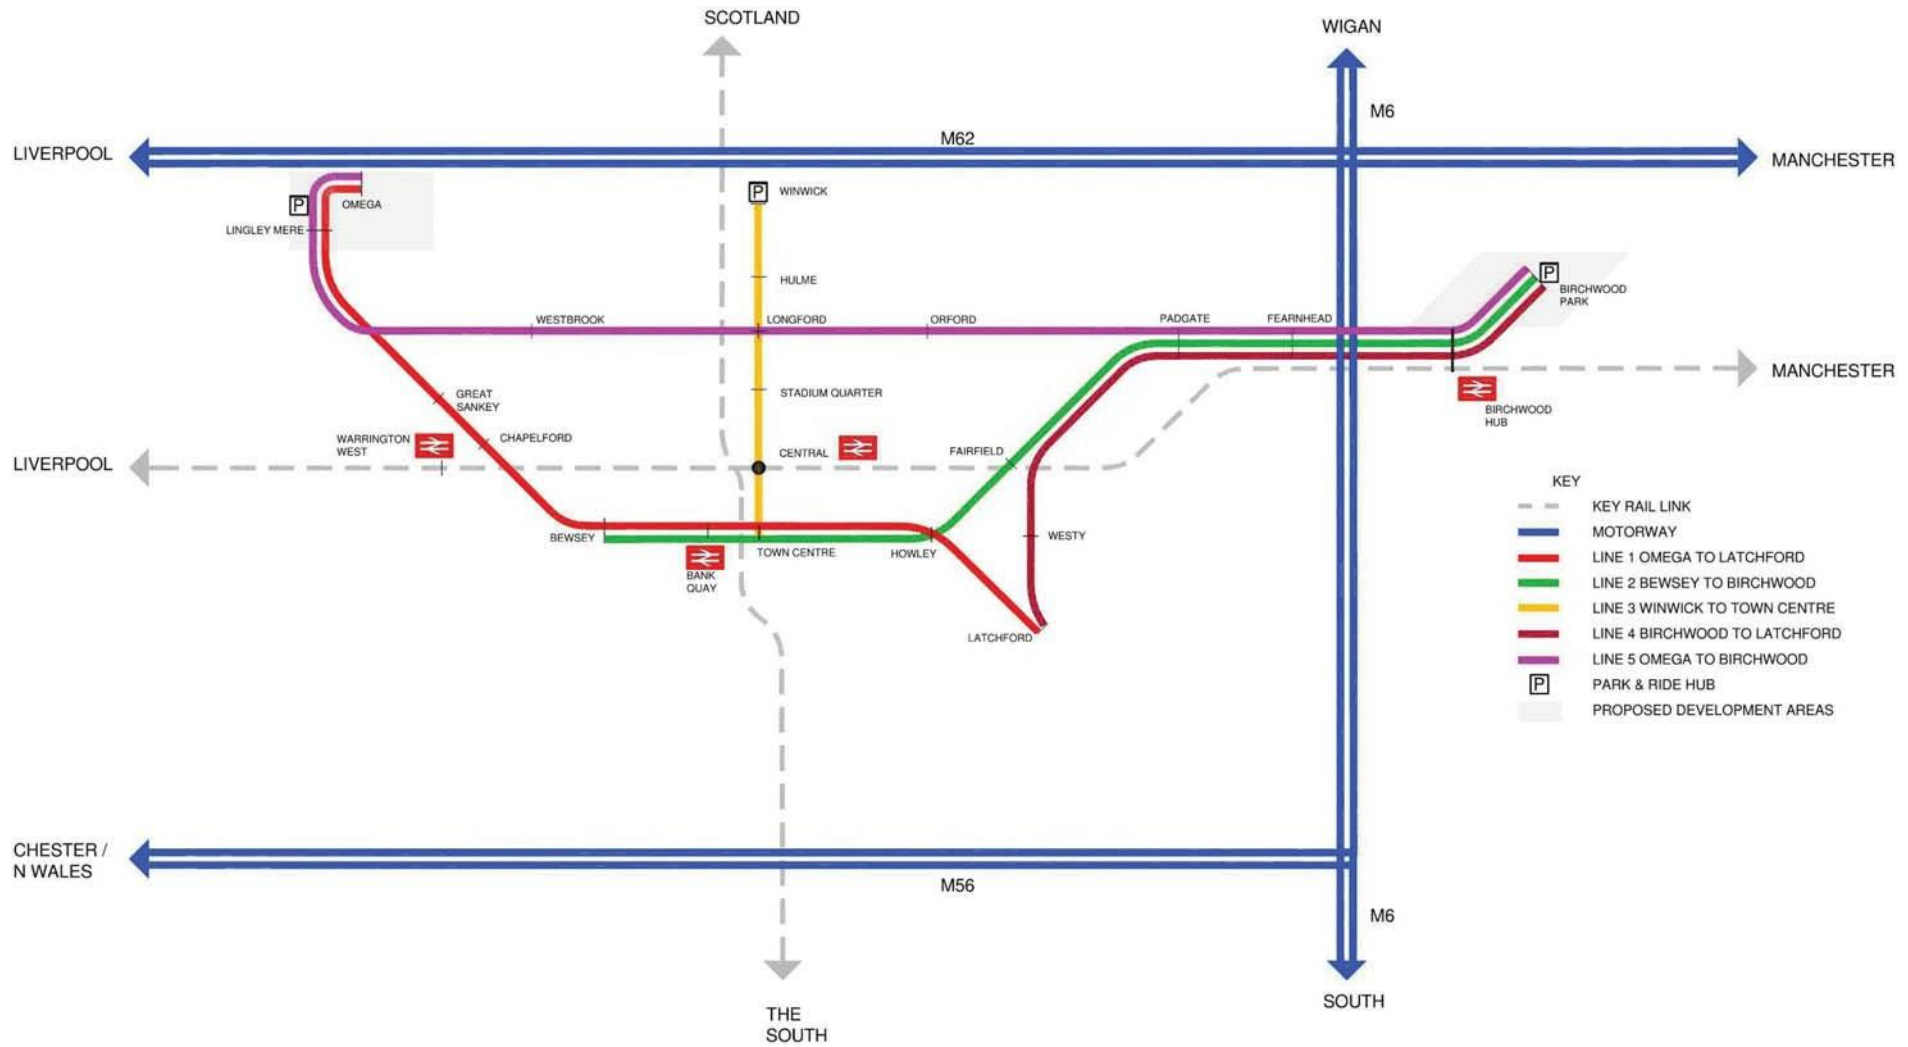 SCOTLAND
WIGAN
M6
M62
LIVERPOOL
MANCHESTER
P
WINWICK
P
OMEGA
LINGLEY MERE
HULME
P
BIRCHWOOD
PARK
WESTBROOK
LONGFORD
ORFORD
PADGATE
FEARNHEAD
MANCHESTER
STADIUM QUARTER
GREAT
SANKEY
BIRCHWOOD
HUB
WARRINGTON
WEST
CHAPELFORD
CENTRAL
FAIRFIELD
LIVERPOOL
BEWSEY
TOWN CENTRE
HOWLEY
WESTY
BANK
QUAY
LATCHFORD
KEY
KEY RAIL LINK
MOTORWAY
LINE 1 OMEGA TO LATCHFORD
LINE 2 BEWSEY TO BIRCHWOOD
LINE 3 WINWICK TO TOWN CENTRE
LINE 4 BIRCHWOOD TO LATCHFORD
LINE 5 OMEGA TO BIRCHWOOD
P
PARK & RIDE HUB
PROPOSED DEVELOPMENT AREAS
CHESTER /
N WALES
M56
M6
THE
SOUTH
SOUTH